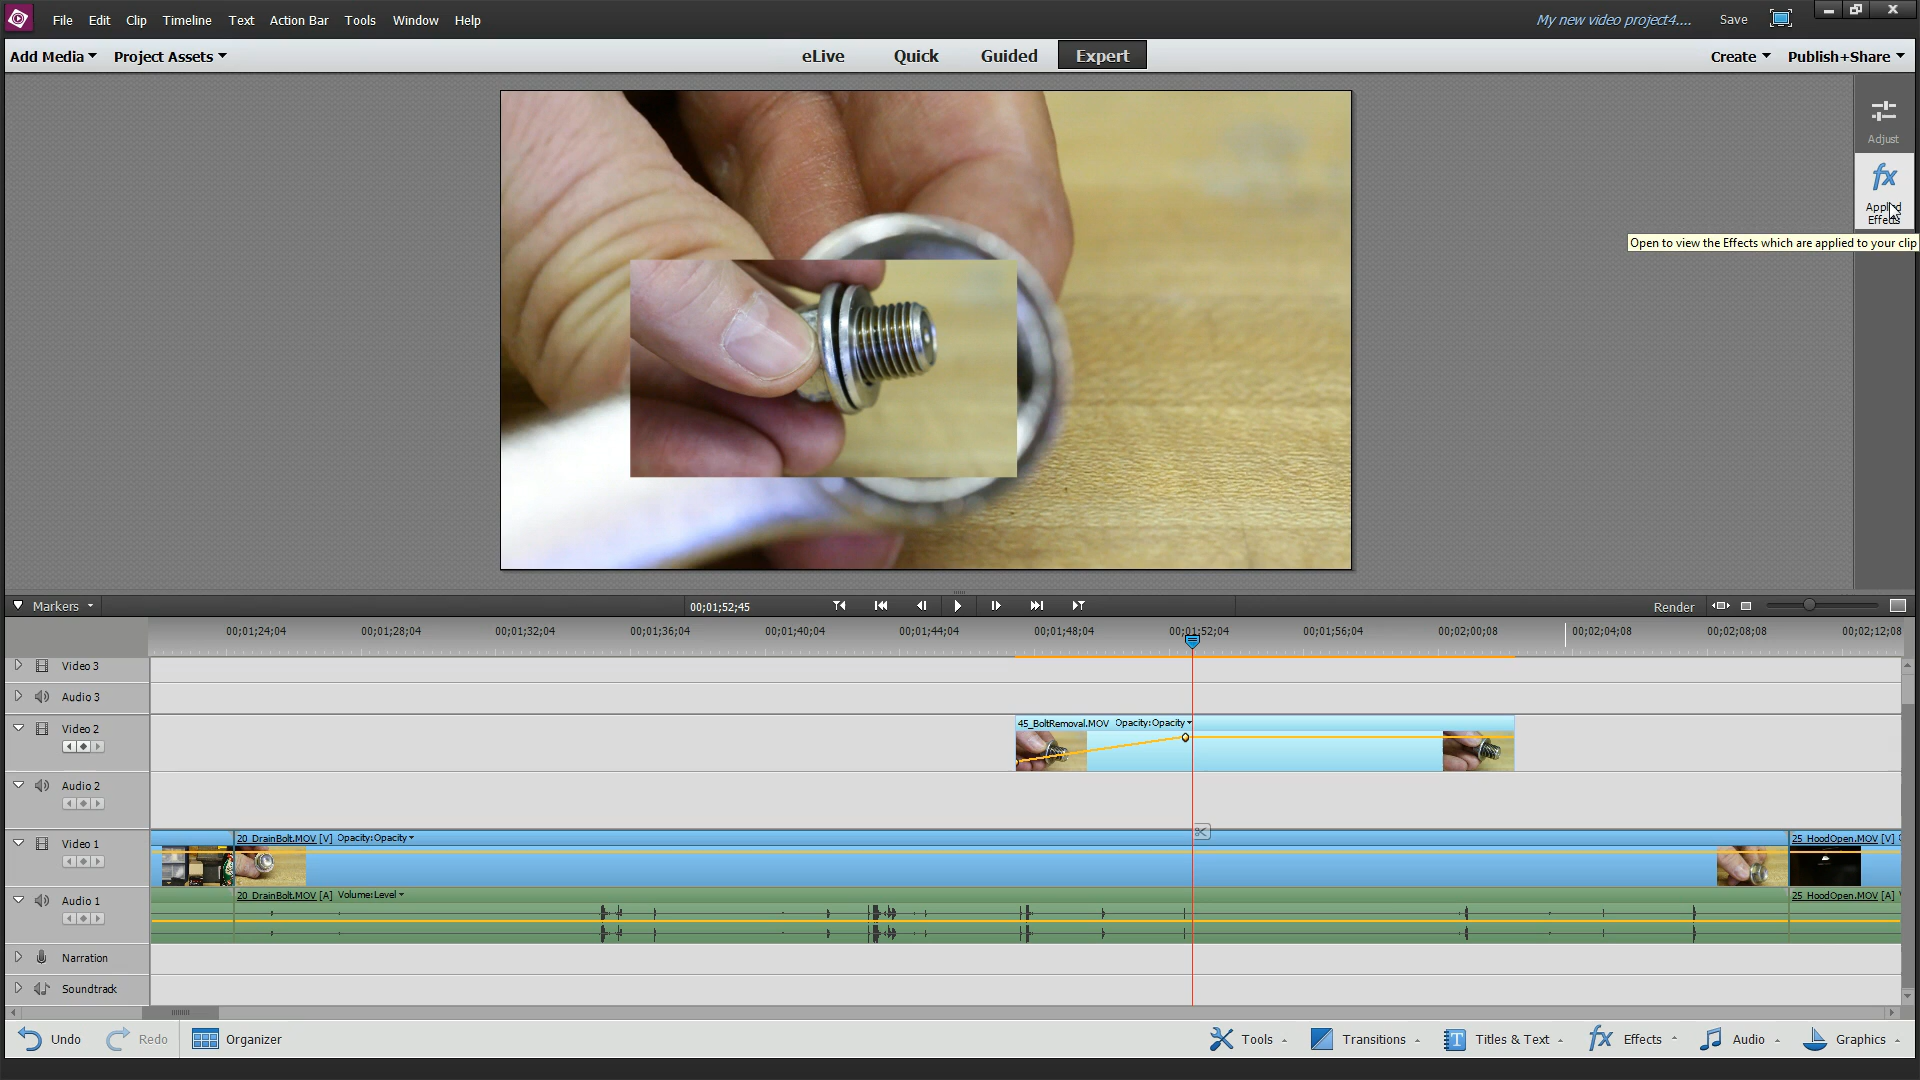 File Edit Clip Timeline Text Action Bar Tools Window Help My new video project4.... Save
Add Media Project Assets eLive Quick Guided Expert Create Publish+Share
Adjust
fx
Applied
Effects
Open to view the Effects which are applied to your clip
Markers 00;01;52;45 Render
00;01;24;04 00;01;28;04 00;01;32;04 00;01;36;04 00;01;40;04 00;01;44;04 00;01;48;04 00;01;52;04 00;01;56;04 00;02;00;08 00;02;04;08 00;02;08;08 00;02;12;08
Video 3
Audio 3
Video 2 45_BoltRemoval.MOV Opacity:Opacity
Audio 2
Video 1 20_DrainBolt.MOV [V] Opacity:Opacity 25_HoodOpen.MOV [V]
Audio 1 20_DrainBolt.MOV [A] Volume:Level 25_HoodOpen.MOV [A]
Narration
Soundtrack
Undo Redo Organizer Tools Transitions T Titles & Text fx Effects Audio Graphics